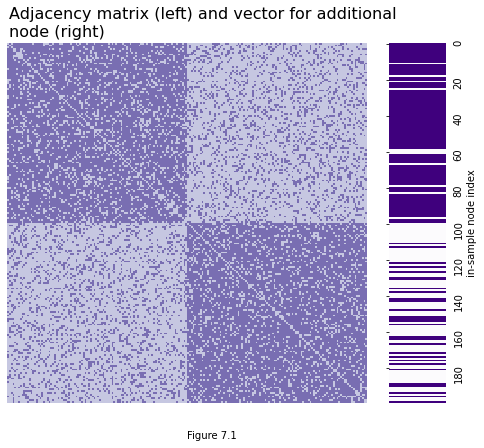 Adjacency matrix (left) and vector for additional
node (right)
0
20
40
60
80
100
120
140
160
180
in-sample node index
Figure 7.1